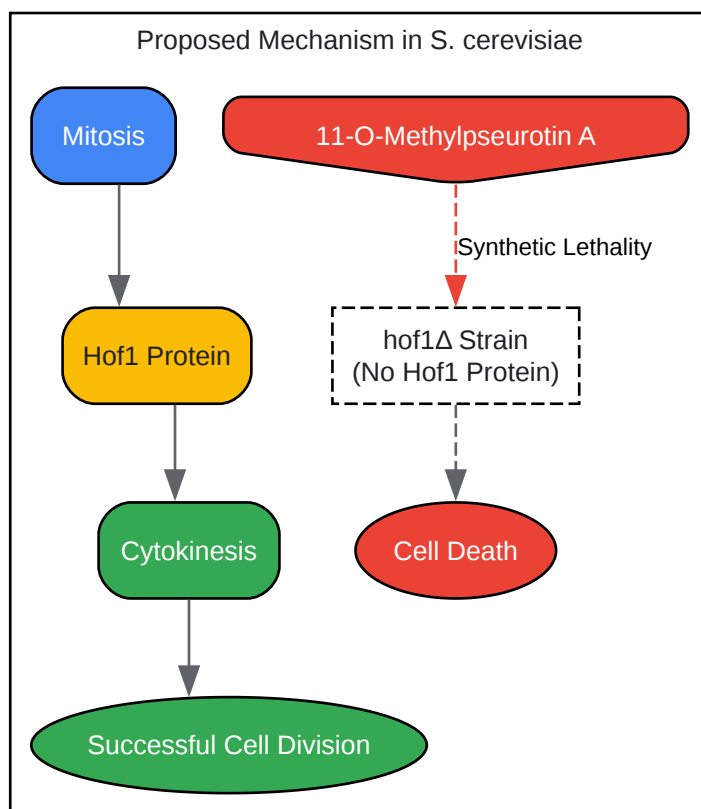 Proposed Mechanism in S. cerevisiae
Mitosis
11-O-Methylpseurotin A
Synthetic Lethality
Hof1 Protein
hof1Δ Strain
(No Hof1 Protein)
Cytokinesis
Cell Death
Successful Cell Division